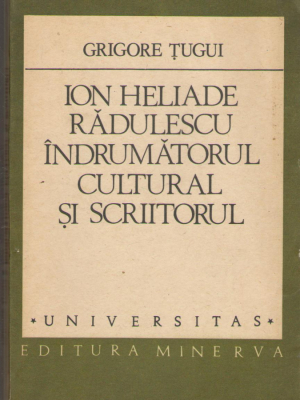 GRIGORE ŢUGUI
ION HELIADE
RĂDULESCU
ÎNDRUMĂTORUL
CULTURAL
ŞI SCRIITORUL
* UNIVERSITAS *
EDITURA MINERVA